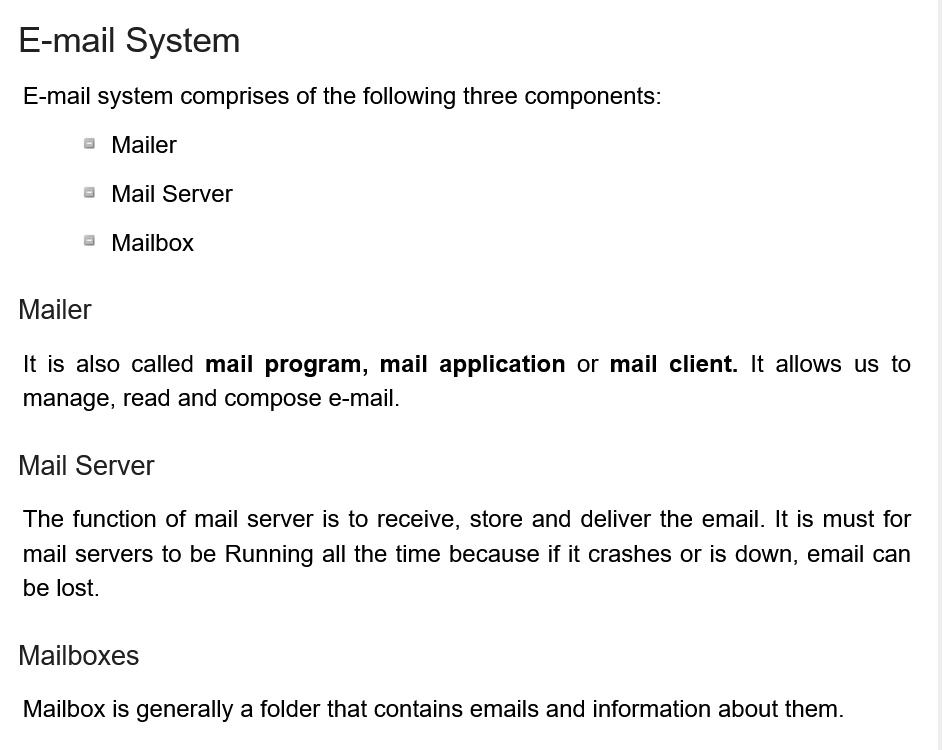 E-mail System
E-mail system comprises of the following three components:
Mailer
Mail Server
Mailbox
Mailer
It is also called mail program, mail application or mail client. It allows us to
manage, read and compose e-mail.
Mail Server
The function of mail server is to receive, store and deliver the email. It is must for
mail servers to be Running all the time because if it crashes or is down, email can
be lost.
Mailboxes
Mailbox is generally a folder that contains emails and information about them.